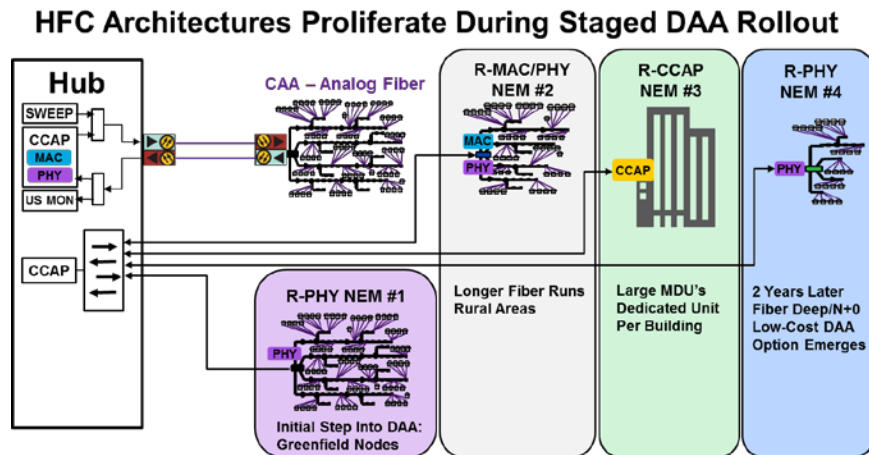 HFC Architectures Proliferate During Staged DAA Rollout
Hub
SWEEP
CCAP
MAC
PHY
US MON
CCAP
CAA – Analog Fiber
R-PHY NEM #1
PHY
Initial Step Into DAA:
Greenfield Nodes
R-MAC/PHY
NEM #2
MAC
PHY
Longer Fiber Runs
Rural Areas
R-CCAP
NEM #3
CCAP
Large MDU's
Dedicated Unit
Per Building
R-PHY
NEM #4
PHY
2 Years Later
Fiber Deep/N+0
Low-Cost DAA
Option Emerges